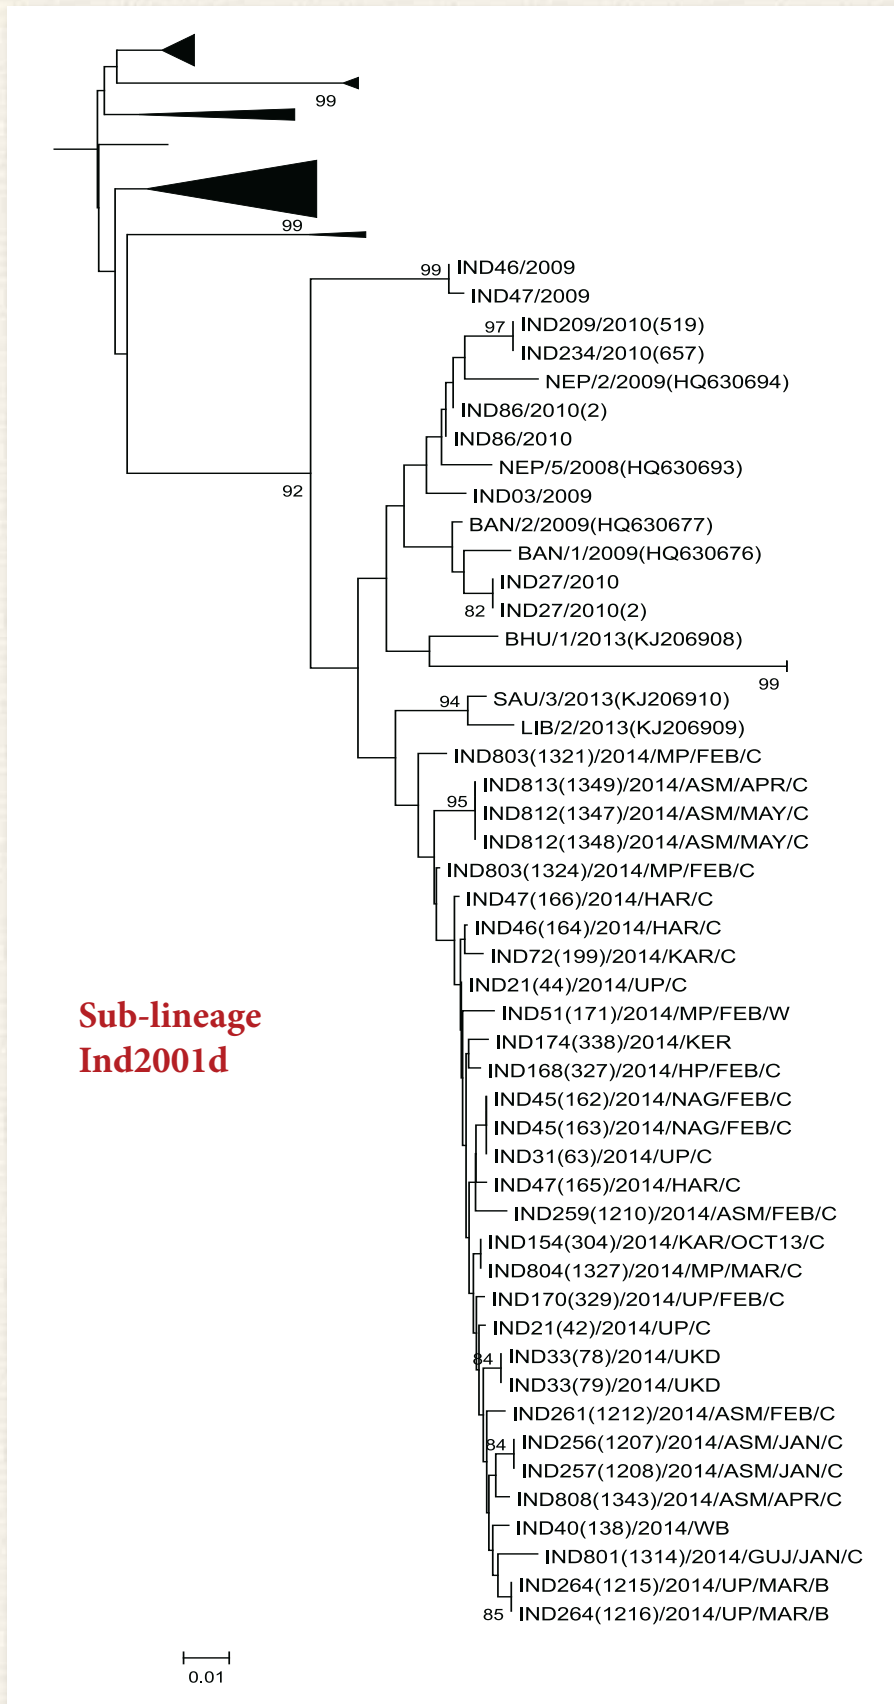 99
99
99
IND46/2009
IND47/2009
97
IND209/2010(519)
IND234/2010(657)
NEP/2/2009(HQ630694)
IND86/2010(2)
IND86/2010
NEP/5/2008(HQ630693)
92
IND03/2009
BAN/2/2009(HQ630677)
BAN/1/2009(HQ630676)
IND27/2010
82
IND27/2010(2)
BHU/1/2013(KJ206908)
99
94
SAU/3/2013(KJ206910)
LIB/2/2013(KJ206909)
IND803(1321)/2014/MP/FEB/C
IND813(1349)/2014/ASM/APR/C
95
IND812(1347)/2014/ASM/MAY/C
IND812(1348)/2014/ASM/MAY/C
IND803(1324)/2014/MP/FEB/C
IND47(166)/2014/HAR/C
IND46(164)/2014/HAR/C
IND72(199)/2014/KAR/C
IND21(44)/2014/UP/C
Sub-lineage
Ind2001d
IND51(171)/2014/MP/FEB/W
IND174(338)/2014/KER
IND168(327)/2014/HP/FEB/C
IND45(162)/2014/NAG/FEB/C
IND45(163)/2014/NAG/FEB/C
IND31(63)/2014/UP/C
IND47(165)/2014/HAR/C
IND259(1210)/2014/ASM/FEB/C
IND154(304)/2014/KAR/OCT13/C
IND804(1327)/2014/MP/MAR/C
IND170(329)/2014/UP/FEB/C
IND21(42)/2014/UP/C
84
IND33(78)/2014/UKD
IND33(79)/2014/UKD
IND261(1212)/2014/ASM/FEB/C
84
IND256(1207)/2014/ASM/JAN/C
IND257(1208)/2014/ASM/JAN/C
IND808(1343)/2014/ASM/APR/C
IND40(138)/2014/WB
IND801(1314)/2014/GUJ/JAN/C
IND264(1215)/2014/UP/MAR/B
85
IND264(1216)/2014/UP/MAR/B
0.01